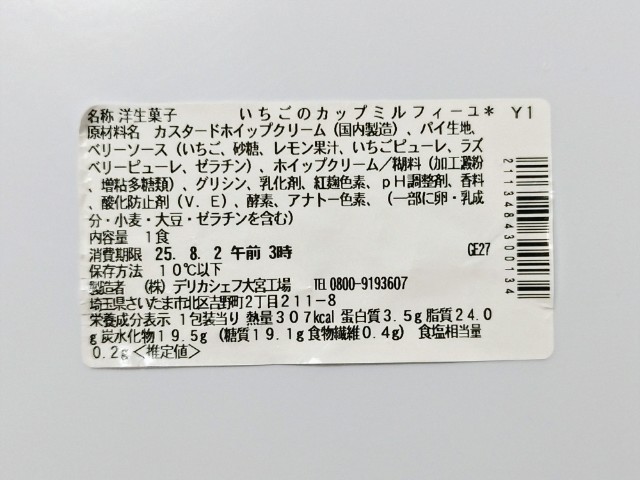 名称 洋生菓子 いちごのカップミルフィーユ* Y1
原材料名 カスタードホイップクリーム(国内製造)、パイ生地、
ベリーソース(いちご、砂糖、レモン果汁、いちごピューレ、ラズ
ベリーピューレ、ゼラチン)、ホイップクリーム/糊料(加工澱粉
、増粘多糖類)、グリシン、乳化剤、紅麹色素、pH調整剤、香料
、酸化防止剤(V.E)、酵素、アナトー色素、(一部に卵・乳成
分・小麦・大豆・ゼラチンを含む)
内容量 1食
消費期限 25. 8. 2 午前 3時 CE27
保存方法 10℃以下
製造者 (株)デリカシェフ大宮工場 TEL 0800-9193607
埼玉県さいたま市北区吉野町2丁目211-8
栄養成分表示 1包装当り 熱量307kcal 蛋白質3.5g 脂質24.0
g 炭水化物19.5g (糖質19.1g 食物繊維0.4g) 食塩相当量
0.2g<推定値>
2113484300134